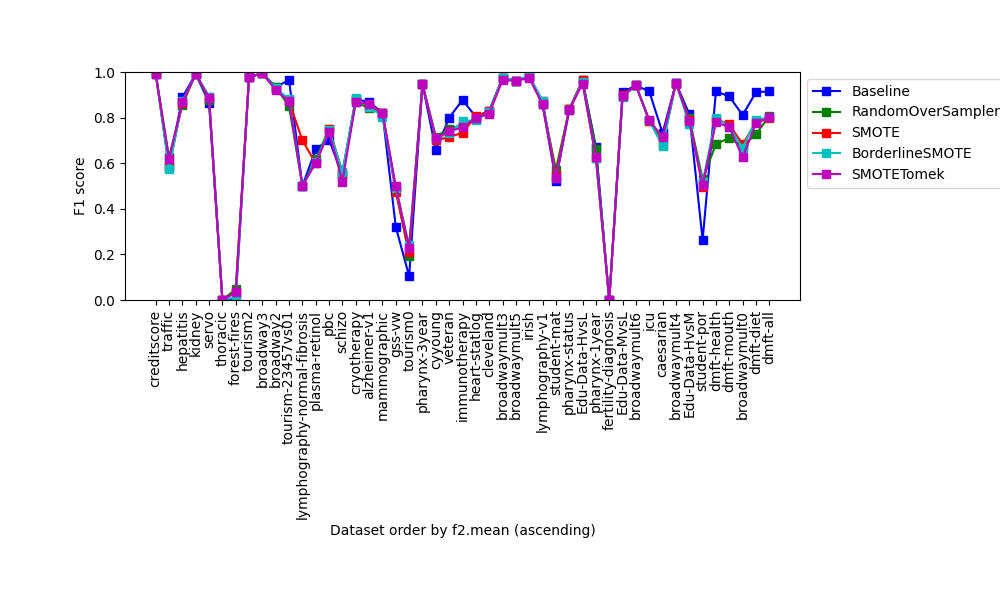 1.0
0.8
0.6
0.4
0.2
0.0
F1 score
creditscore
traffic
hepatitis
kidney
servo
thoracic
forest-fires
tourism2
broadway3
broadway2
tourism-23457vs01
lymphography-normal-fibrosis
plasma-retinol
pbc
schizo
cryotherapy
alzheimer-v1
mammographic
gss-vw
tourism0
pharynx-3year
cyyoung
veteran
immunotherapy
heart-statlog
cleveland
broadwaymult3
broadwaymult5
irish
lymphography-v1
student-mat
pharynx-status
Edu-Data-HvsL
pharynx-1year
fertility-diagnosis
Edu-Data-MvsL
broadwaymult6
icu
caesarian
broadwaymult4
Edu-Data-HvsM
student-por
dmft-health
dmft-mouth
broadwaymult0
dmft-diet
dmft-all
Dataset order by f2.mean (ascending)
Baseline
RandomOverSampler
SMOTE
BorderlineSMOTE
SMOTETomek